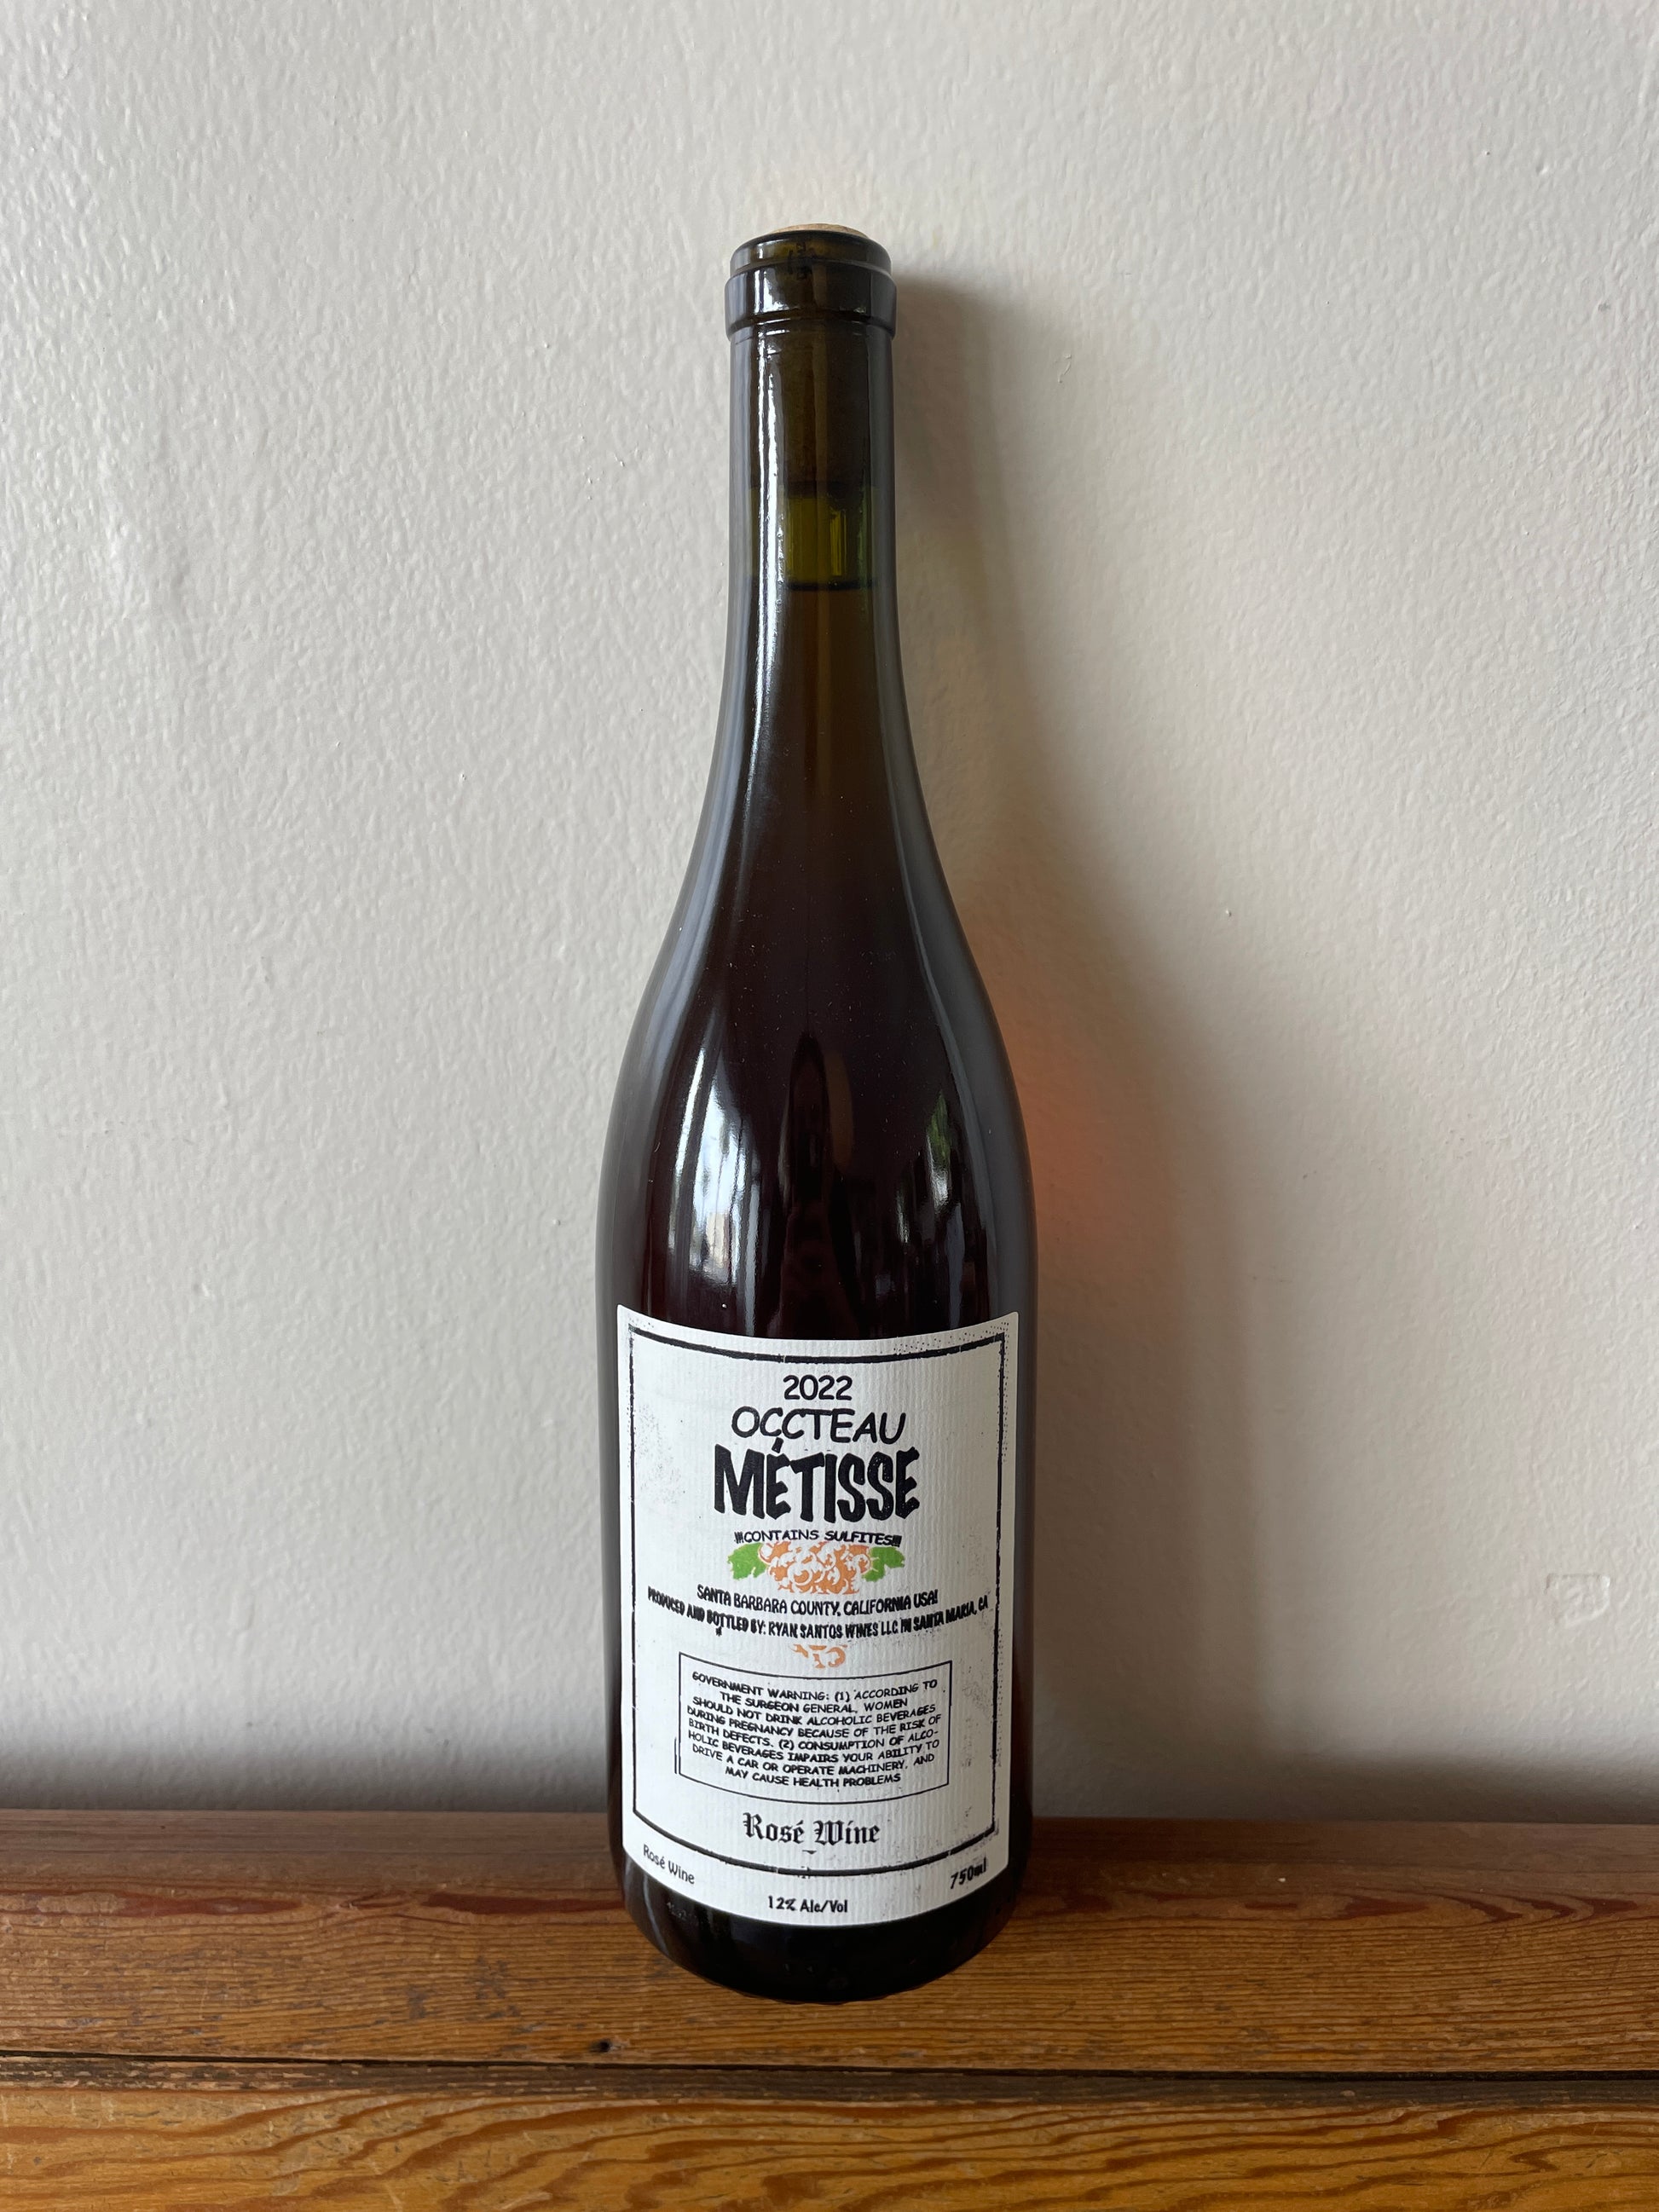 2022
OÇCTEAU
MÉTISSE
!!!CONTAINS SULFITES!!!
SANTA BARBARA COUNTY, CALIFORNIA USA!
PRODUCED AND BOTTLED BY: RYAN SANTOS WINES LLC IN SANTA MARIA, CA
GOVERNMENT WARNING: (1) ACCORDING TO
THE SURGEON GENERAL, WOMEN
SHOULD NOT DRINK ALCOHOLIC BEVERAGES
DURING PREGNANCY BECAUSE OF THE RISK OF
BIRTH DEFECTS. (2) CONSUMPTION OF ALCO-
HOLIC BEVERAGES IMPAIRS YOUR ABILITY TO
DRIVE A CAR OR OPERATE MACHINERY, AND
MAY CAUSE HEALTH PROBLEMS
Rosé Wine
Rosé Wine
12% Alc/Vol
750ml